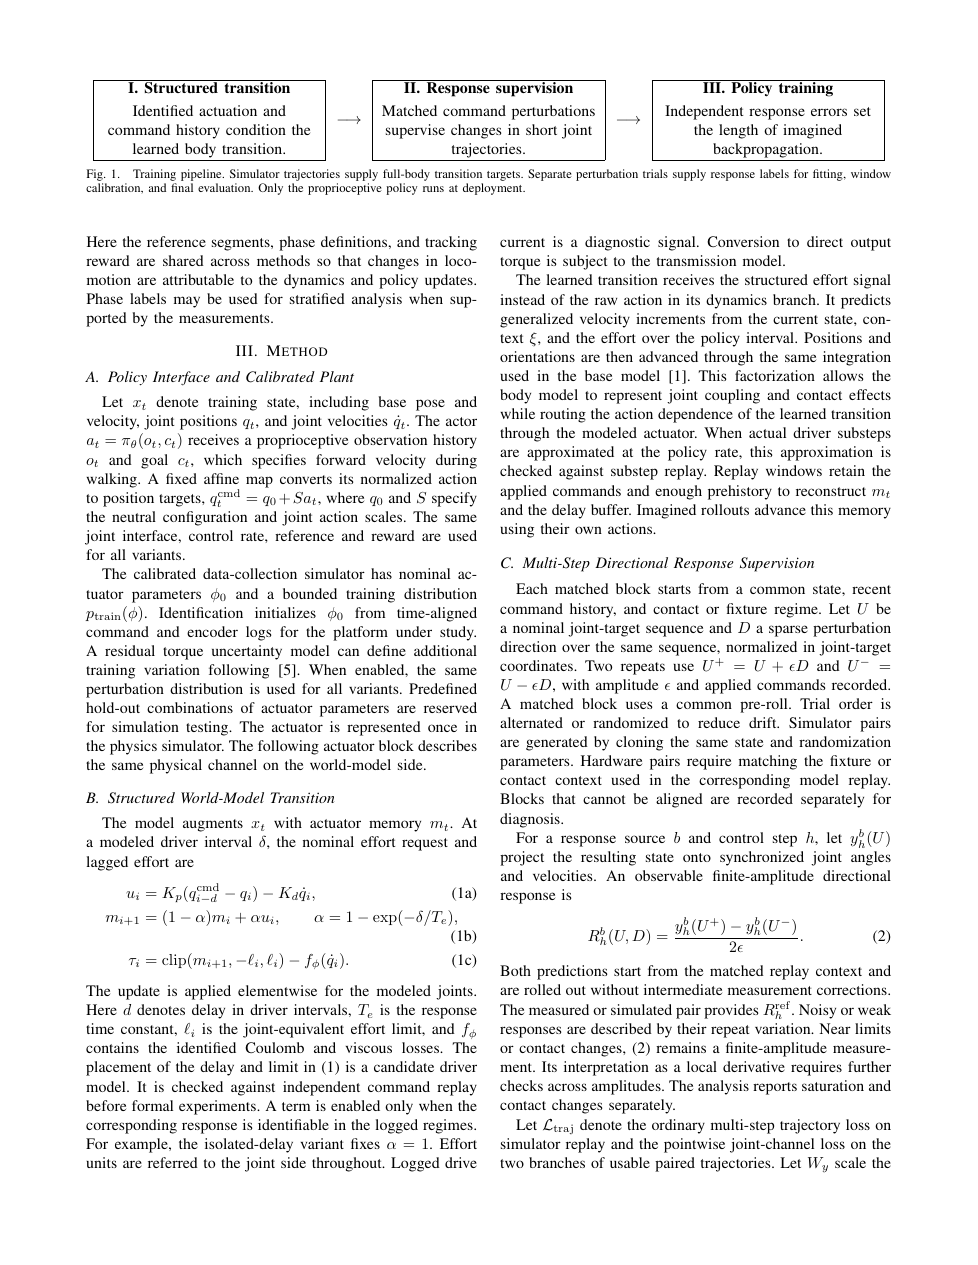 I. Structured transition
Identified actuation and
command history condition the
learned body transition.
⟶
II. Response supervision
Matched command perturbations
supervise changes in short joint
trajectories.
⟶
III. Policy training
Independent response errors set
the length of imagined
backpropagation.
Fig. 1. Training pipeline. Simulator trajectories supply full-body transition targets. Separate perturbation trials supply response labels for fitting, window
calibration, and final evaluation. Only the proprioceptive policy runs at deployment.
Here the reference segments, phase definitions, and tracking
reward are shared across methods so that changes in loco-
motion are attributable to the dynamics and policy updates.
Phase labels may be used for stratified analysis when sup-
ported by the measurements.
III. METHOD
A. Policy Interface and Calibrated Plant
Let x_t denote training state, including base pose and
velocity, joint positions q_t, and joint velocities q̇_t. The actor
a_t = π_θ(o_t, c_t) receives a proprioceptive observation history
o_t and goal c_t, which specifies forward velocity during
walking. A fixed affine map converts its normalized action
to position targets, q_t^cmd = q_0 + Sa_t, where q_0 and S specify
the neutral configuration and joint action scales. The same
joint interface, control rate, reference and reward are used
for all variants.
The calibrated data-collection simulator has nominal ac-
tuator parameters ϕ_0 and a bounded training distribution
p_train(ϕ). Identification initializes ϕ_0 from time-aligned
command and encoder logs for the platform under study.
A residual torque uncertainty model can define additional
training variation following [5]. When enabled, the same
perturbation distribution is used for all variants. Predefined
hold-out combinations of actuator parameters are reserved
for simulation testing. The actuator is represented once in
the physics simulator. The following actuator block describes
the same physical channel on the world-model side.
B. Structured World-Model Transition
The model augments x_t with actuator memory m_t. At
a modeled driver interval δ, the nominal effort request and
lagged effort are
u_i = K_p(q_{i−d}^cmd − q_i) − K_d q̇_i, (1a)
m_{i+1} = (1 − α)m_i + αu_i, α = 1 − exp(−δ/T_e),
(1b)
τ_i = clip(m_{i+1}, −ℓ_i, ℓ_i) − f_ϕ(q̇_i). (1c)
The update is applied elementwise for the modeled joints.
Here d denotes delay in driver intervals, T_e is the response
time constant, ℓ_i is the joint-equivalent effort limit, and f_ϕ
contains the identified Coulomb and viscous losses. The
placement of the delay and limit in (1) is a candidate driver
model. It is checked against independent command replay
before formal experiments. A term is enabled only when the
corresponding response is identifiable in the logged regimes.
For example, the isolated-delay variant fixes α = 1. Effort
units are referred to the joint side throughout. Logged drive
current is a diagnostic signal. Conversion to direct output
torque is subject to the transmission model.
The learned transition receives the structured effort signal
instead of the raw action in its dynamics branch. It predicts
generalized velocity increments from the current state, con-
text ξ, and the effort over the policy interval. Positions and
orientations are then advanced through the same integration
used in the base model [1]. This factorization allows the
body model to represent joint coupling and contact effects
while routing the action dependence of the learned transition
through the modeled actuator. When actual driver substeps
are approximated at the policy rate, this approximation is
checked against substep replay. Replay windows retain the
applied commands and enough prehistory to reconstruct m_t
and the delay buffer. Imagined rollouts advance this memory
using their own actions.
C. Multi-Step Directional Response Supervision
Each matched block starts from a common state, recent
command history, and contact or fixture regime. Let U be
a nominal joint-target sequence and D a sparse perturbation
direction over the same sequence, normalized in joint-target
coordinates. Two repeats use U^+ = U + ϵD and U^− =
U − ϵD, with amplitude ϵ and applied commands recorded.
A matched block uses a common pre-roll. Trial order is
alternated or randomized to reduce drift. Simulator pairs
are generated by cloning the same state and randomization
parameters. Hardware pairs require matching the fixture or
contact context used in the corresponding model replay.
Blocks that cannot be aligned are recorded separately for
diagnosis.
For a response source b and control step h, let y_h^b(U)
project the resulting state onto synchronized joint angles
and velocities. An observable finite-amplitude directional
response is
R_h^b(U, D) = (y_h^b(U^+) − y_h^b(U^−)) / 2ϵ. (2)
Both predictions start from the matched replay context and
are rolled out without intermediate measurement corrections.
The measured or simulated pair provides R_h^ref. Noisy or weak
responses are described by their repeat variation. Near limits
or contact changes, (2) remains a finite-amplitude measure-
ment. Its interpretation as a local derivative requires further
checks across amplitudes. The analysis reports saturation and
contact changes separately.
Let ℒ_traj denote the ordinary multi-step trajectory loss on
simulator replay and the pointwise joint-channel loss on the
two branches of usable paired trajectories. Let W_y scale the